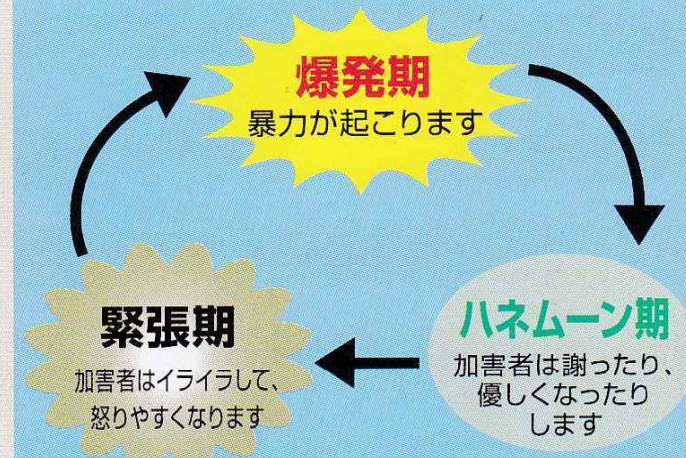 爆発期
暴力が起こります
ハネムーン期
加害者は謝ったり、
優しくなったり
します
緊張期
加害者はイライラして、
怒りやすくなります